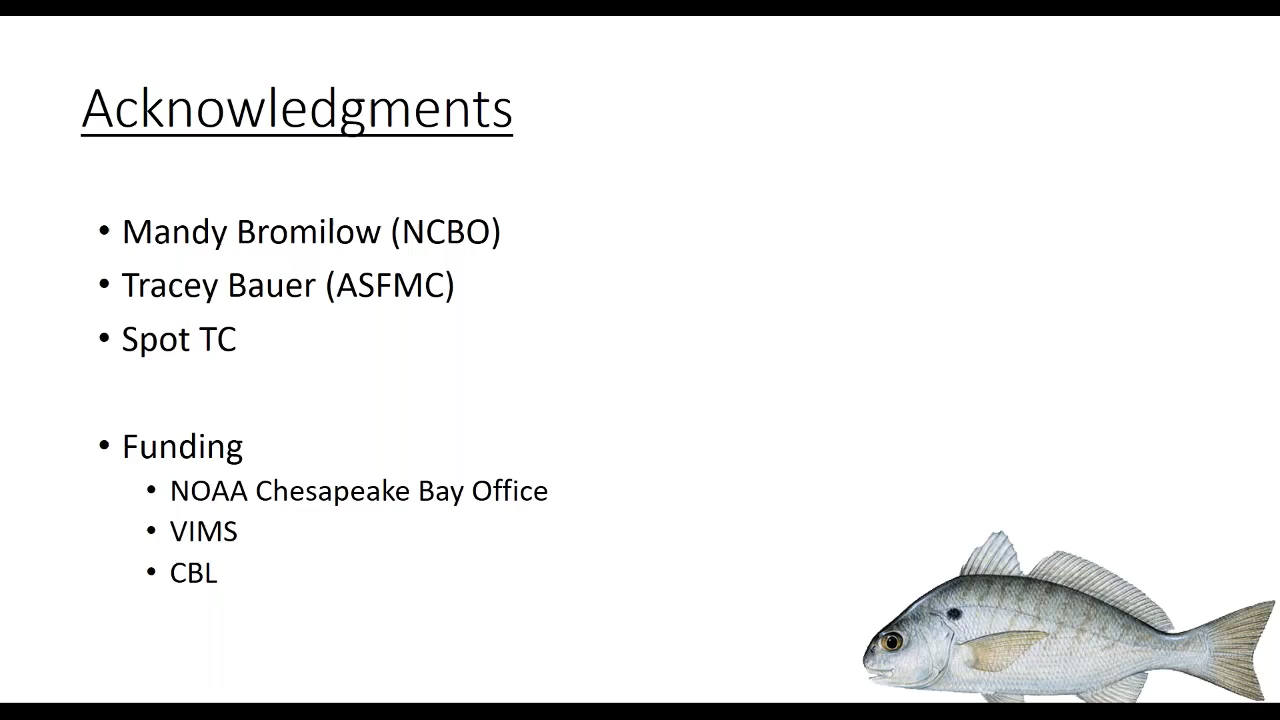 Acknowledgments
• Mandy Bromilow (NCBO)
• Tracey Bauer (ASFMC)
• Spot TC
• Funding
• NOAA Chesapeake Bay Office
• VIMS
• CBL